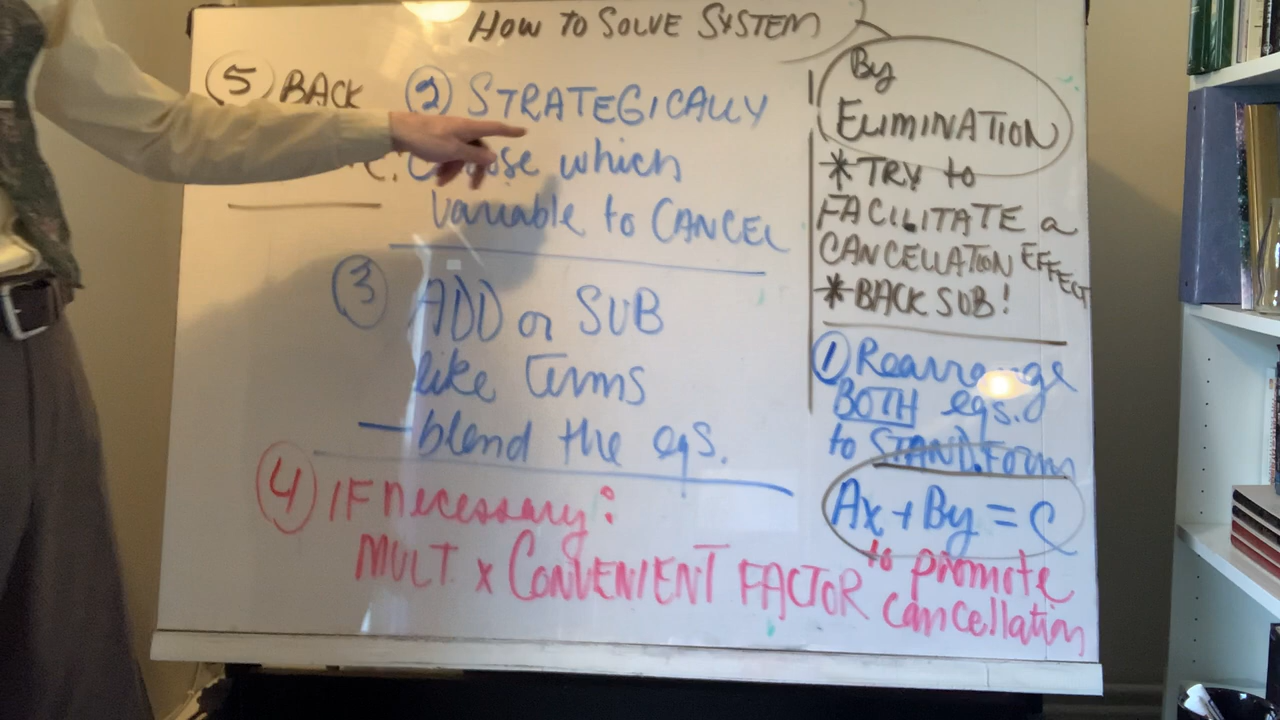 HOW TO SOLVE SYSTEM
By
ELIMINATION
* TRY to
FACILITATE a
CANCELLATION EFFECT
* BACK SUB!
① Rearrange
BOTH eqs.
to STAND. Form
Ax + By = C
② STRATEGICALLY
choose which
variable to CANCEL
③ ADD or SUB
like Terms
— blend the eqs.
④ IF necessary:
MULT x CONVENIENT FACTOR to promote
cancellation
⑤ BACK